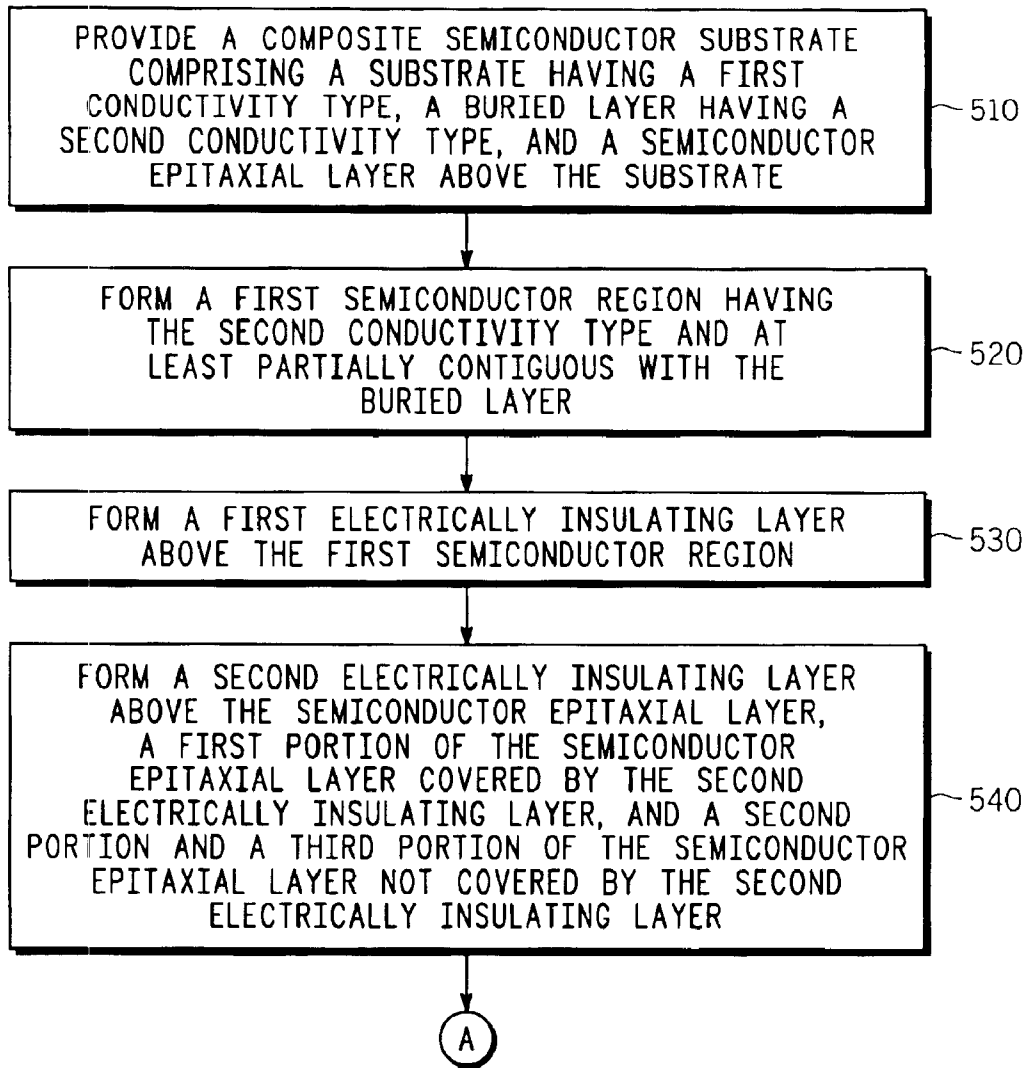 PROVIDE A COMPOSITE SEMICONDUCTOR SUBSTRATE
COMPRISING A SUBSTRATE HAVING A FIRST
CONDUCTIVITY TYPE, A BURIED LAYER HAVING A
SECOND CONDUCTIVITY TYPE, AND A SEMICONDUCTOR
EPITAXIAL LAYER ABOVE THE SUBSTRATE
510
FORM A FIRST SEMICONDUCTOR REGION HAVING
THE SECOND CONDUCTIVITY TYPE AND AT
LEAST PARTIALLY CONTIGUOUS WITH THE
BURIED LAYER
520
FORM A FIRST ELECTRICALLY INSULATING LAYER
ABOVE THE FIRST SEMICONDUCTOR REGION
530
FORM A SECOND ELECTRICALLY INSULATING LAYER
ABOVE THE SEMICONDUCTOR EPITAXIAL LAYER,
A FIRST PORTION OF THE SEMICONDUCTOR
EPITAXIAL LAYER COVERED BY THE SECOND
ELECTRICALLY INSULATING LAYER, AND A SECOND
PORTION AND A THIRD PORTION OF THE SEMICONDUCTOR
EPITAXIAL LAYER NOT COVERED BY THE SECOND
ELECTRICALLY INSULATING LAYER
540
A